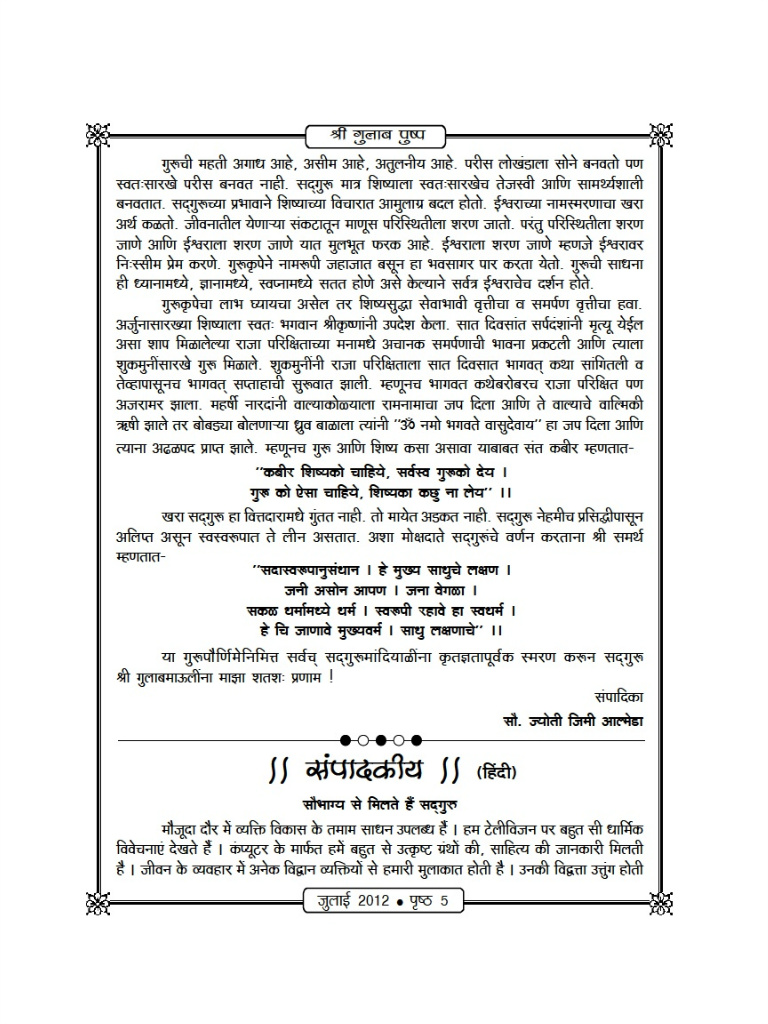 श्री गुलाब पुष्प
गुरूची महती अगाध आहे, असीम आहे, अतुलनीय आहे. परीस लोखंडाला सोने बनवतो पण
स्वतःसारखे परीस बनवत नाही. सद्‌गुरू मात्र शिष्याला स्वतःसारखेच तेजस्वी आणि सामर्थ्यशाली
बनवतात. सद्‌गुरूच्या प्रभावाने शिष्याच्या विचारात आमुलाग्र बदल होतो. ईश्वराच्या नामस्मरणाचा खरा
अर्थ कळतो. जीवनातील येणाऱ्या संकटातून माणूस परिस्थितीला शरण जातो. परंतु परिस्थितीला शरण
जाणे आणि ईश्वराला शरण जाणे यात मुलभूत फरक आहे. ईश्वराला शरण जाणे म्हणजे ईश्वरावर
निःस्सीम प्रेम करणे. गुरूकृपेने नामरूपी जहाजात बसून हा भवसागर पार करता येतो. गुरूची साधना
ही ध्यानामध्ये, ज्ञानामध्ये, स्वप्नामध्ये सतत होणे असे केल्याने सर्वत्र ईश्वराचेच दर्शन होते.
गुरूकृपेचा लाभ घ्यायचा असेल तर शिष्यसुद्धा सेवाभावी वृत्तीचा व समर्पण वृत्तीचा हवा.
अर्जुनासारख्या शिष्याला स्वतः भगवान श्रीकृष्णांनी उपदेश केला. सात दिवसांत सर्पदंशांनी मृत्यू येईल
असा शाप मिळालेल्या राजा परिक्षिताच्या मनामधे अचानक समर्पणाची भावना प्रकटली आणि त्याला
शुकमुनींसारखे गुरू मिळाले. शुकमुनींनी राजा परिक्षिताला सात दिवसात भागवत् कथा सांगितली व
तेव्हापासूनच भागवत् सप्ताहाची सुरूवात झाली. म्हणूनच भागवत कथेबरोबरच राजा परिक्षित पण
अजरामर झाला. महर्षी नारदांनी वाल्याकोळ्याला रामनामाचा जप दिला आणि ते वाल्याचे वाल्मिकी
ऋषी झाले तर बोबड्या बोलणाऱ्या ध्रुव बाळाला त्यांनी “ॐ नमो भगवते वासुदेवाय” हा जप दिला आणि
त्याना अढळपद प्राप्त झाले. म्हणूनच गुरू आणि शिष्य कसा असावा याबाबत संत कबीर म्हणतात-
“कबीर शिष्यको चाहिये, सर्वस्व गुरूको देय ।
गुरू को ऐसा चाहिये, शिष्यका कछु ना लेय” ।।
खरा सद्‌गुरू हा वित्तदारामधे गुंतत नाही. तो मायेत अडकत नाही. सद्‌गुरू नेहमीच प्रसिद्धीपासून
अलिप्त असून स्वस्वरूपात ते लीन असतात. अशा मोक्षदाते सद्‌गुरूंचे वर्णन करताना श्री समर्थ
म्हणतात-
“सदास्वरूपानुसंधान । हे मुख्य साधुचे लक्षण ।
जनी असोन आपण । जना वेगळा ।
सकळ धर्मामध्ये धर्म । स्वरूपी रहावे हा स्वधर्म ।
हे चि जाणावे मुख्यवर्म । साधु लक्षणाचे” ।।
या गुरूपौर्णिमेनिमित्त सर्वच् सद्‌गुरूमांदियाळींना कृतज्ञतापूर्वक स्मरण करून सद्‌गुरू
श्री गुलाबमाऊलींना माझा शतशः प्रणाम !
संपादिका
सौ. ज्योती जिमी आल्मेडा
।। संपादकीय ।। (हिंदी)
सौभाग्य से मिलते हैं सद्‌गुरु
मौजूदा दौर में व्यक्ति विकास के तमाम साधन उपलब्ध हैं । हम टेलीविजन पर बहुत सी धार्मिक
विवेचनाएं देखते हैं । कंप्यूटर के मार्फत हमें बहुत से उत्कृष्ट ग्रंथों की, साहित्य की जानकारी मिलती
है । जीवन के व्यवहार में अनेक विद्वान व्यक्तियों से हमारी मुलाकात होती है । उनकी विद्वत्ता उत्तुंग होती
जुलाई 2012 ● पृष्ठ 5